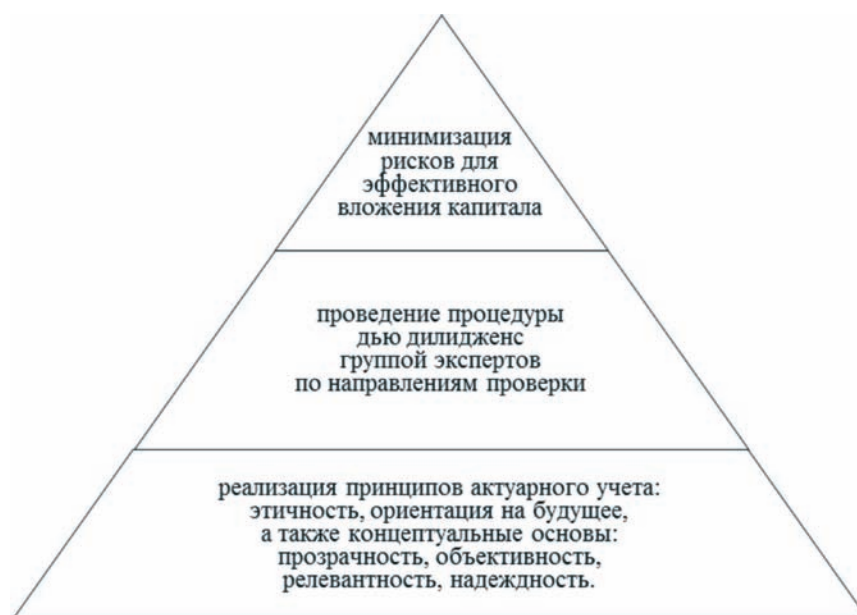 минимизация
рисков для
эффективного
вложения капитала
проведение процедуры
дью дилидженс
группой экспертов
по направлениям проверки
реализация принципов актуарного учета:
этичность, ориентация на будущее,
а также концептуальные основы:
прозрачность, объективность,
релевантность, надеждность.